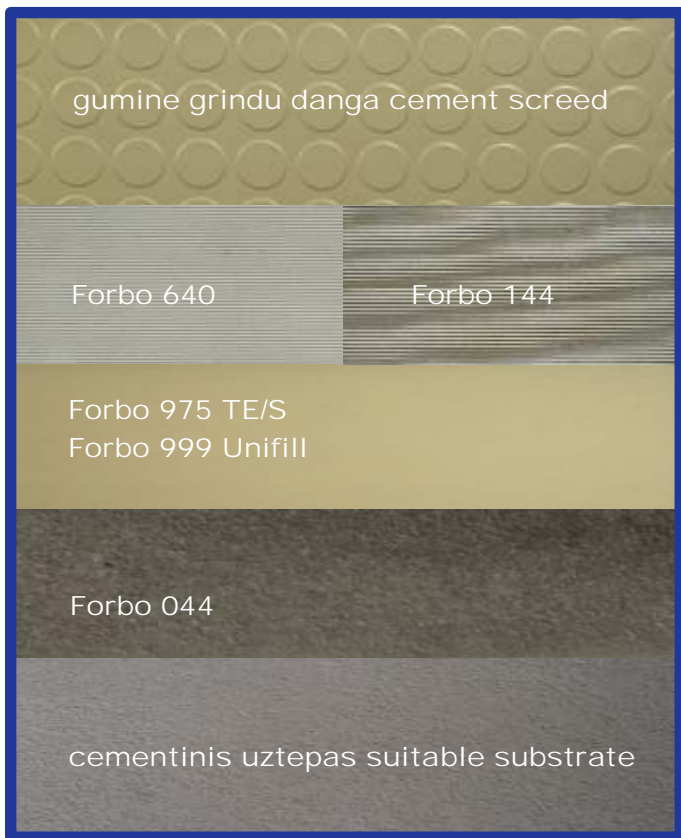 gumine grindu danga cement screed
Forbo 640
Forbo 144
Forbo 975 TE/S
Forbo 999 Unifill
Forbo 044
cementinis uztepas suitable substrate